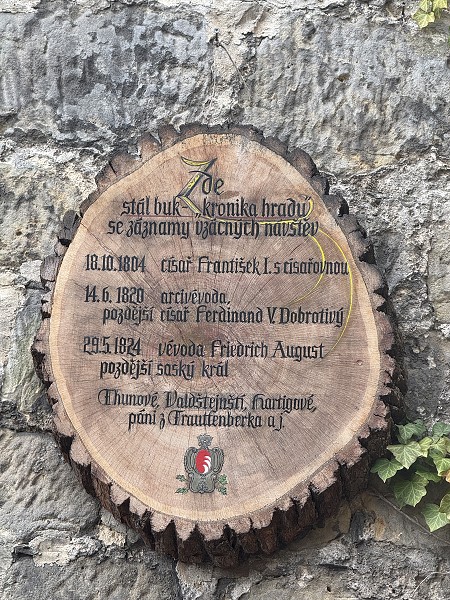 Zde
stál buk „kronika hradu“
se záznamy vzácných návštěv
18.10.1804 císař František I. s císařovnou
14.6.1820 arcivévoda,
pozdější císař Ferdinand V. Dobrotivý
29.5.1824 vévoda Friedrich August
pozdější saský král
Thunové, Valdštejnští, Hartigové,
páni z Trauttenberka aj.